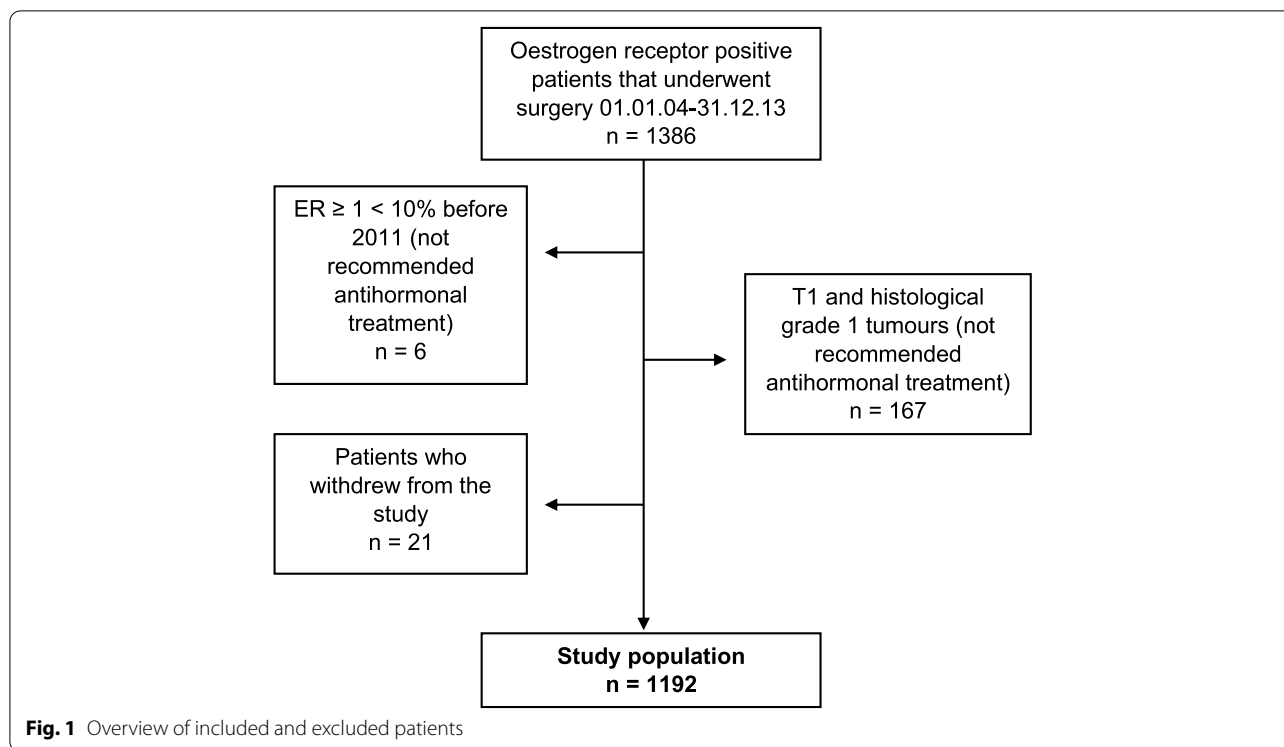 Oestrogen receptor positive
patients that underwent
surgery 01.01.04-31.12.13
n = 1386
ER ≥ 1 < 10% before
2011 (not
recommended
antihormonal
treatment)
n = 6
T1 and histological
grade 1 tumours (not
recommended
antihormonal treatment)
n = 167
Patients who
withdrew from the
study
n = 21
Study population
n = 1192
Fig. 1 Overview of included and excluded patients